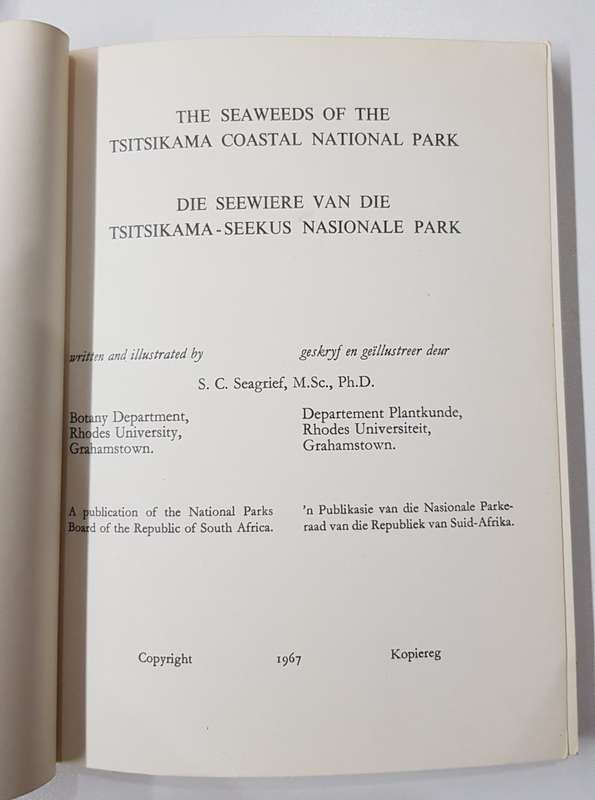 THE SEAWEEDS OF THE
TSITSIKAMA COASTAL NATIONAL PARK
DIE SEEWIERE VAN DIE
TSITSIKAMA-SEEKUS NASIONALE PARK
written and illustrated by
geskryf en geïllustreer deur
S. C. Seagrief, M.Sc., Ph.D.
Botany Department,
Rhodes University,
Grahamstown.
Departement Plantkunde,
Rhodes Universiteit,
Grahamstown.
A publication of the National Parks
Board of the Republic of South Africa.
'n Publikasie van die Nasionale Parke-
raad van die Republiek van Suid-Afrika.
Copyright 1967 Kopiereg